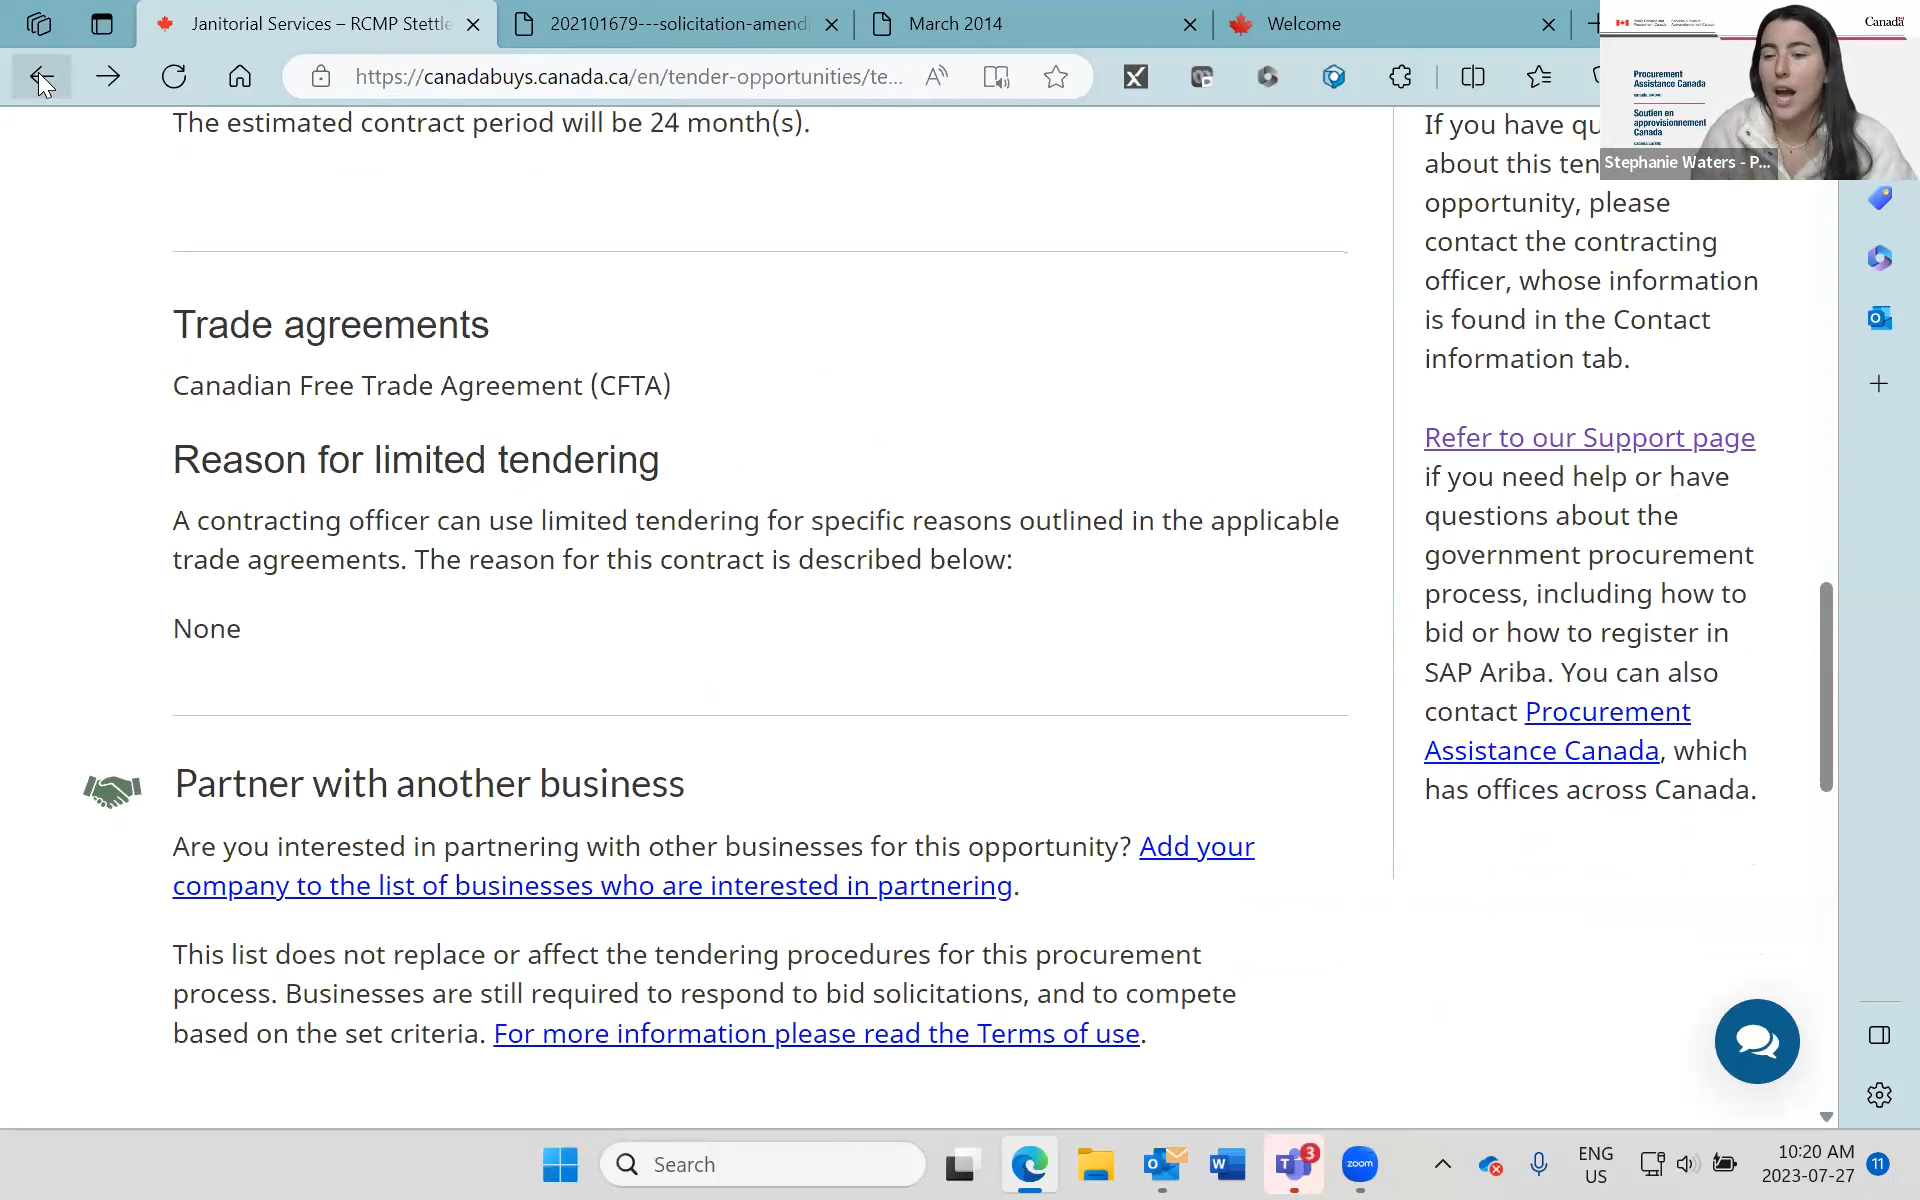 Janitorial Services – RCMP Stettle
202101679---solicitation-amend
March 2014
Welcome
https://canadabuys.canada.ca/en/tender-opportunities/te...
Canada
Procurement
Assistance Canada
Soutien en
approvisionnement
Canada
Stephanie Waters - P...
The estimated contract period will be 24 month(s).
Trade agreements
Canadian Free Trade Agreement (CFTA)
Reason for limited tendering
A contracting officer can use limited tendering for specific reasons outlined in the applicable
trade agreements. The reason for this contract is described below:
None
Partner with another business
Are you interested in partnering with other businesses for this opportunity? Add your
company to the list of businesses who are interested in partnering.
This list does not replace or affect the tendering procedures for this procurement
process. Businesses are still required to respond to bid solicitations, and to compete
based on the set criteria. For more information please read the Terms of use.
If you have qu
about this ten
opportunity, please
contact the contracting
officer, whose information
is found in the Contact
information tab.
Refer to our Support page
if you need help or have
questions about the
government procurement
process, including how to
bid or how to register in
SAP Ariba. You can also
contact Procurement
Assistance Canada, which
has offices across Canada.
Search
3
zoom
ENG
US
10:20 AM
2023-07-27
11